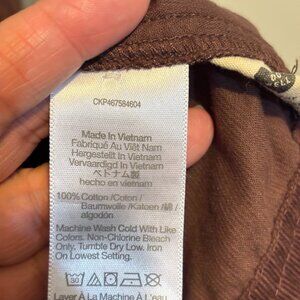 CKP467584604
Made In Vietnam
Fabriqué Au Viêt Nam
Hergestellt In Vietnam
Vervaardigd In Vietnam
ベトナム製
hecho en vietnam
100% Cotton /Coton /
Baumwolle /Katoen /綿 /
algodón
Machine Wash Cold With Like
Colors. Non-Chlorine Bleach
Only. Tumble Dry Low. Iron
On Lowest Setting.
30
Laver À La Machine À